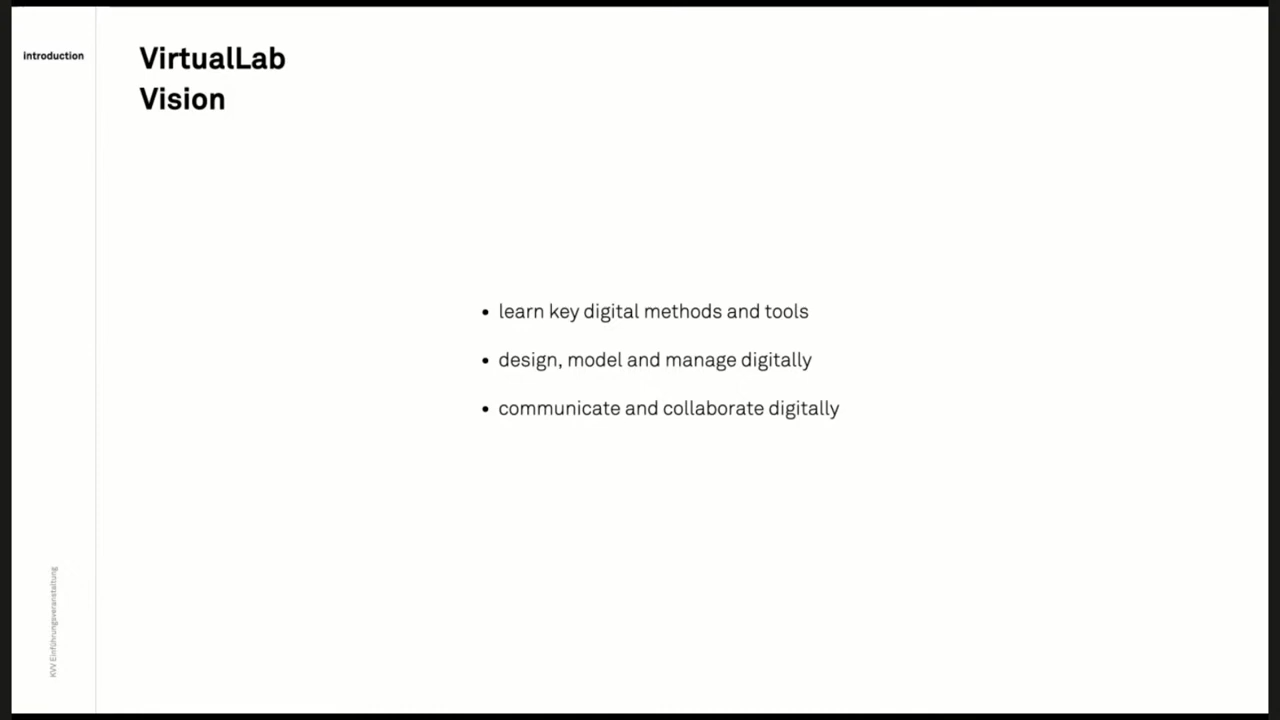 introduction
VirtualLab
Vision
• learn key digital methods and tools
• design, model and manage digitally
• communicate and collaborate digitally
KVV Einführungsveranstaltung